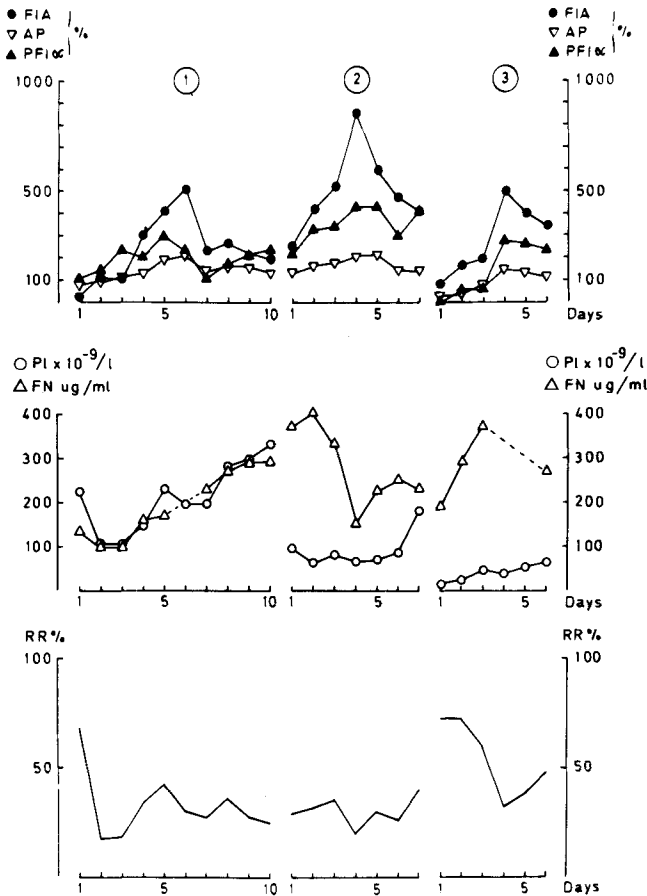 ● FIA
▽ AP %
▲ PFI∝
● FIA
▽ AP %
▲ PFI∝
1000 1 2 3 1000
500 500
100 100
1 5 10 1 5 1 5 Days
○ Pl x 10⁻⁹/l ○ Pl x 10⁻⁹/l
△ FN ug/ml △ FN ug/ml
400 400
300 300
200 200
100 100
1 5 10 1 5 1 5 Days
RR% RR%
100 100
50 50
1 5 10 1 5 1 5 Days